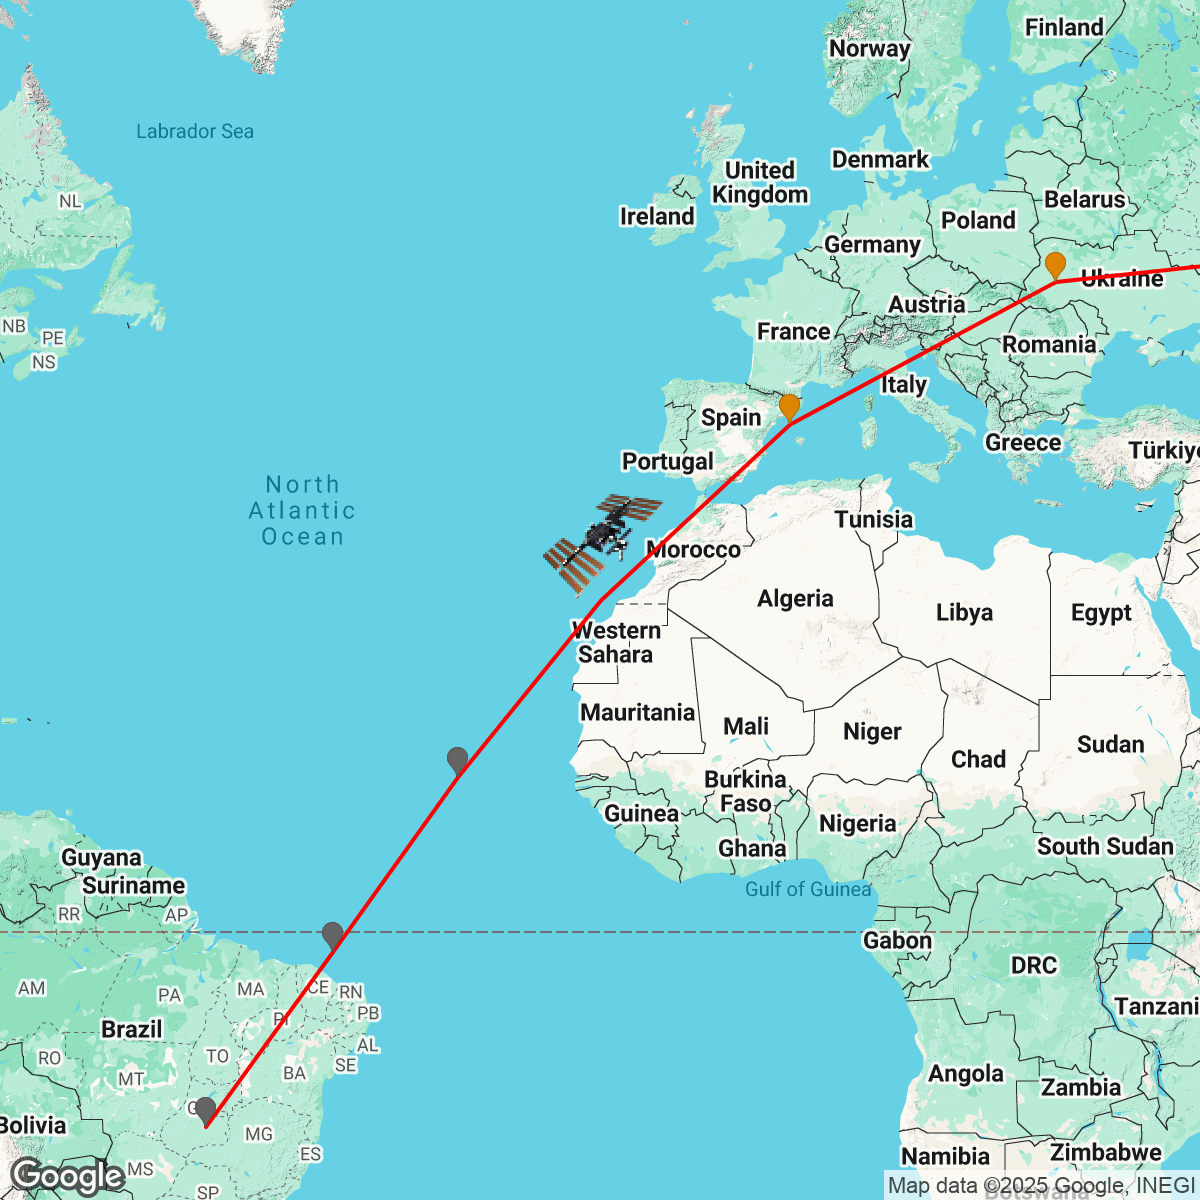 Finland
Norway
Labrador Sea
Denmark
United
Kingdom
NL
Belarus
Ireland
Poland
Germany
Ukraine
Austria
NB
PE
France
Romania
NS
Italy
Spain
Greece
Türkiye
Portugal
North
Atlantic
Ocean
Tunisia
Morocco
Algeria
Libya
Egypt
Western
Sahara
Mauritania
Mali
Niger
Sudan
Chad
Burkina
Faso
Guinea
Nigeria
Ghana
South Sudan
Guyana
Suriname
Gulf of Guinea
RR
AP
Gabon
DRC
AM
PA
MA
CE
RN
Tanzani
PB
Brazil
PI
AL
RO
TO
SE
MT
BA
Angola
Zambia
G
Bolivia
MG
ES
Namibia
Zimbabwe
MS
SP
Google
Botswana
Map data ©2025 Google, INEGI